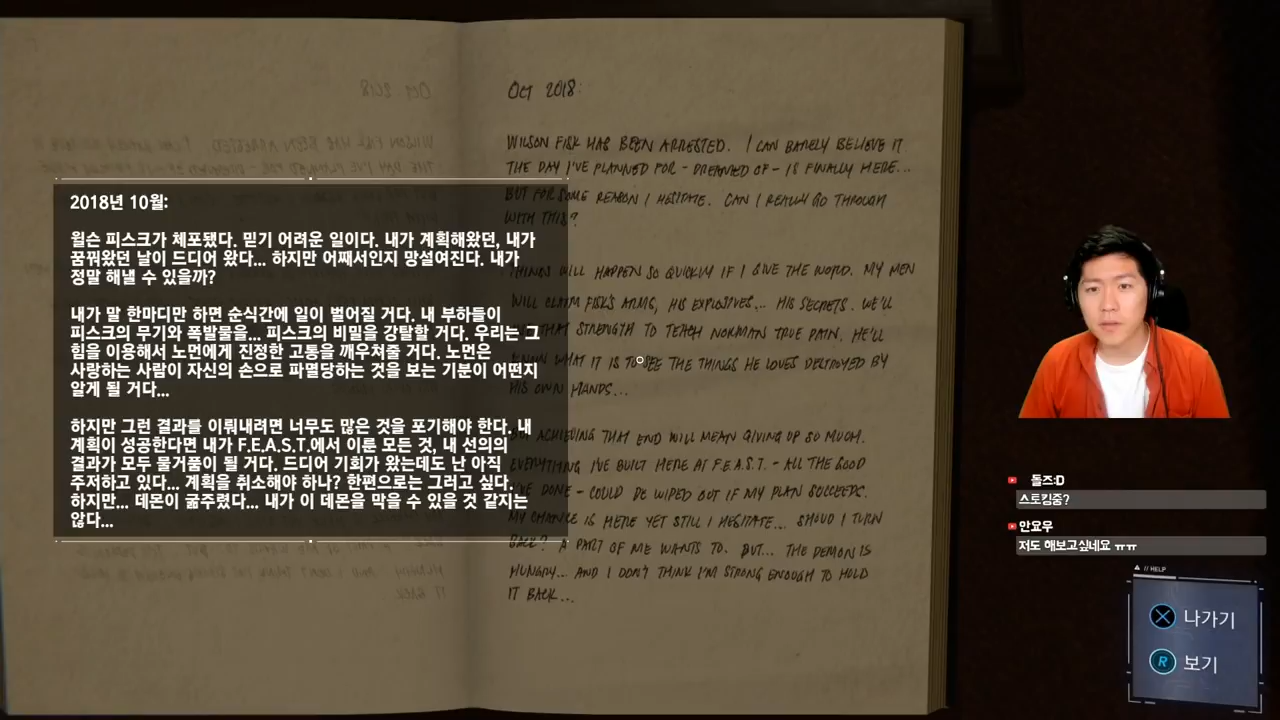 OCT 2018:
WILSON FISK HAS BEEN ARRESTED. I CAN BARELY BELIEVE IT.
THE DAY I'VE PLANNED FOR - DREAMED OF - IS FINALLY HERE...
BUT FOR SOME REASON I HESITATE. CAN I REALLY GO THROUGH
WITH THIS?
THINGS WILL HAPPEN SO QUICKLY IF I GIVE THE WORD. MY MEN
WILL CLAIM FISK'S ARMS, HIS EXPLOSIVES... HIS SECRETS. WE'LL
THAT STRENGTH TO TEACH NORMAN TRUE PAIN. HE'LL
KNOW WHAT IT IS TO SEE THE THINGS HE LOVES DESTROYED BY
HIS OWN HANDS...
ACHIEVING THAT END WILL MEAN GIVING UP SO MUCH.
EVERYTHING I'VE BUILT HERE AT F.E.A.S.T. - ALL THE GOOD
I'VE DONE - COULD BE WIPED OUT IF MY PLAN SUCCEEDS.
MY CHANCE IS HERE YET STILL I HESITATE... SHOUD I TURN
BACK? A PART OF ME WANTS TO. BUT... THE DEMON IS
HUNGRY... AND I DON'T THINK I'M STRONG ENOUGH TO HOLD
IT BACK...
2018년 10월:
윌슨 피스크가 체포됐다. 믿기 어려운 일이다. 내가 계획해왔던, 내가
꿈꿔왔던 날이 드디어 왔다... 하지만 어째서인지 망설여진다. 내가
정말 해낼 수 있을까?
내가 말 한마디만 하면 순식간에 일이 벌어질 거다. 내 부하들이
피스크의 무기와 폭발물을... 피스크의 비밀을 강탈할 거다. 우리는 그
힘을 이용해서 노먼에게 진정한 고통을 깨우쳐줄 거다. 노먼은
사랑하는 사람이 자신의 손으로 파멸당하는 것을 보는 기분이 어떤지
알게 될 거다...
하지만 그런 결과를 이뤄내려면 너무도 많은 것을 포기해야 한다. 내
계획이 성공한다면 내가 F.E.A.S.T.에서 이룬 모든 것, 내 선의의
결과가 모두 물거품이 될 거다. 드디어 기회가 왔는데도 난 아직
주저하고 있다... 계획을 취소해야 하나? 한편으로는 그러고 싶다.
하지만... 데몬이 굶주렸다... 내가 이 데몬을 막을 수 있을 것 같지는
않다...
돌즈:D
스토킹중?
안묘우
저도 해보고싶네요 ㅠㅠ
// HELP
나가기
R 보기